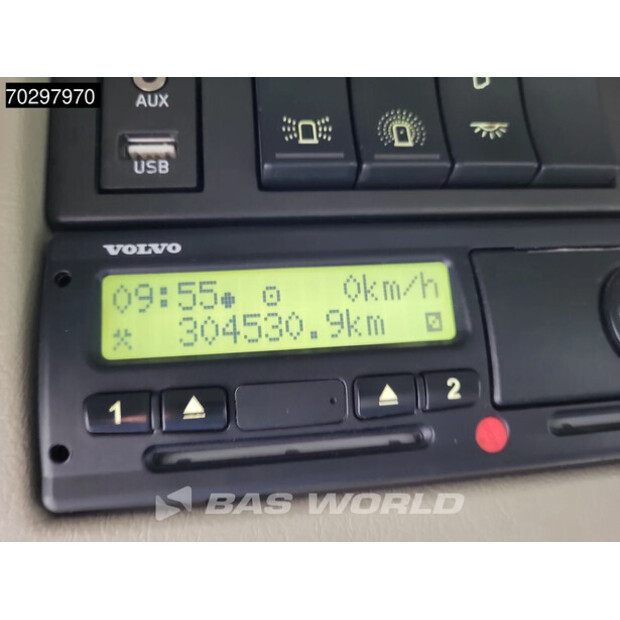 70297970
AUX
USB
VOLVO
09:55 0km/h
304530.9km
1 2
BAS WORLD